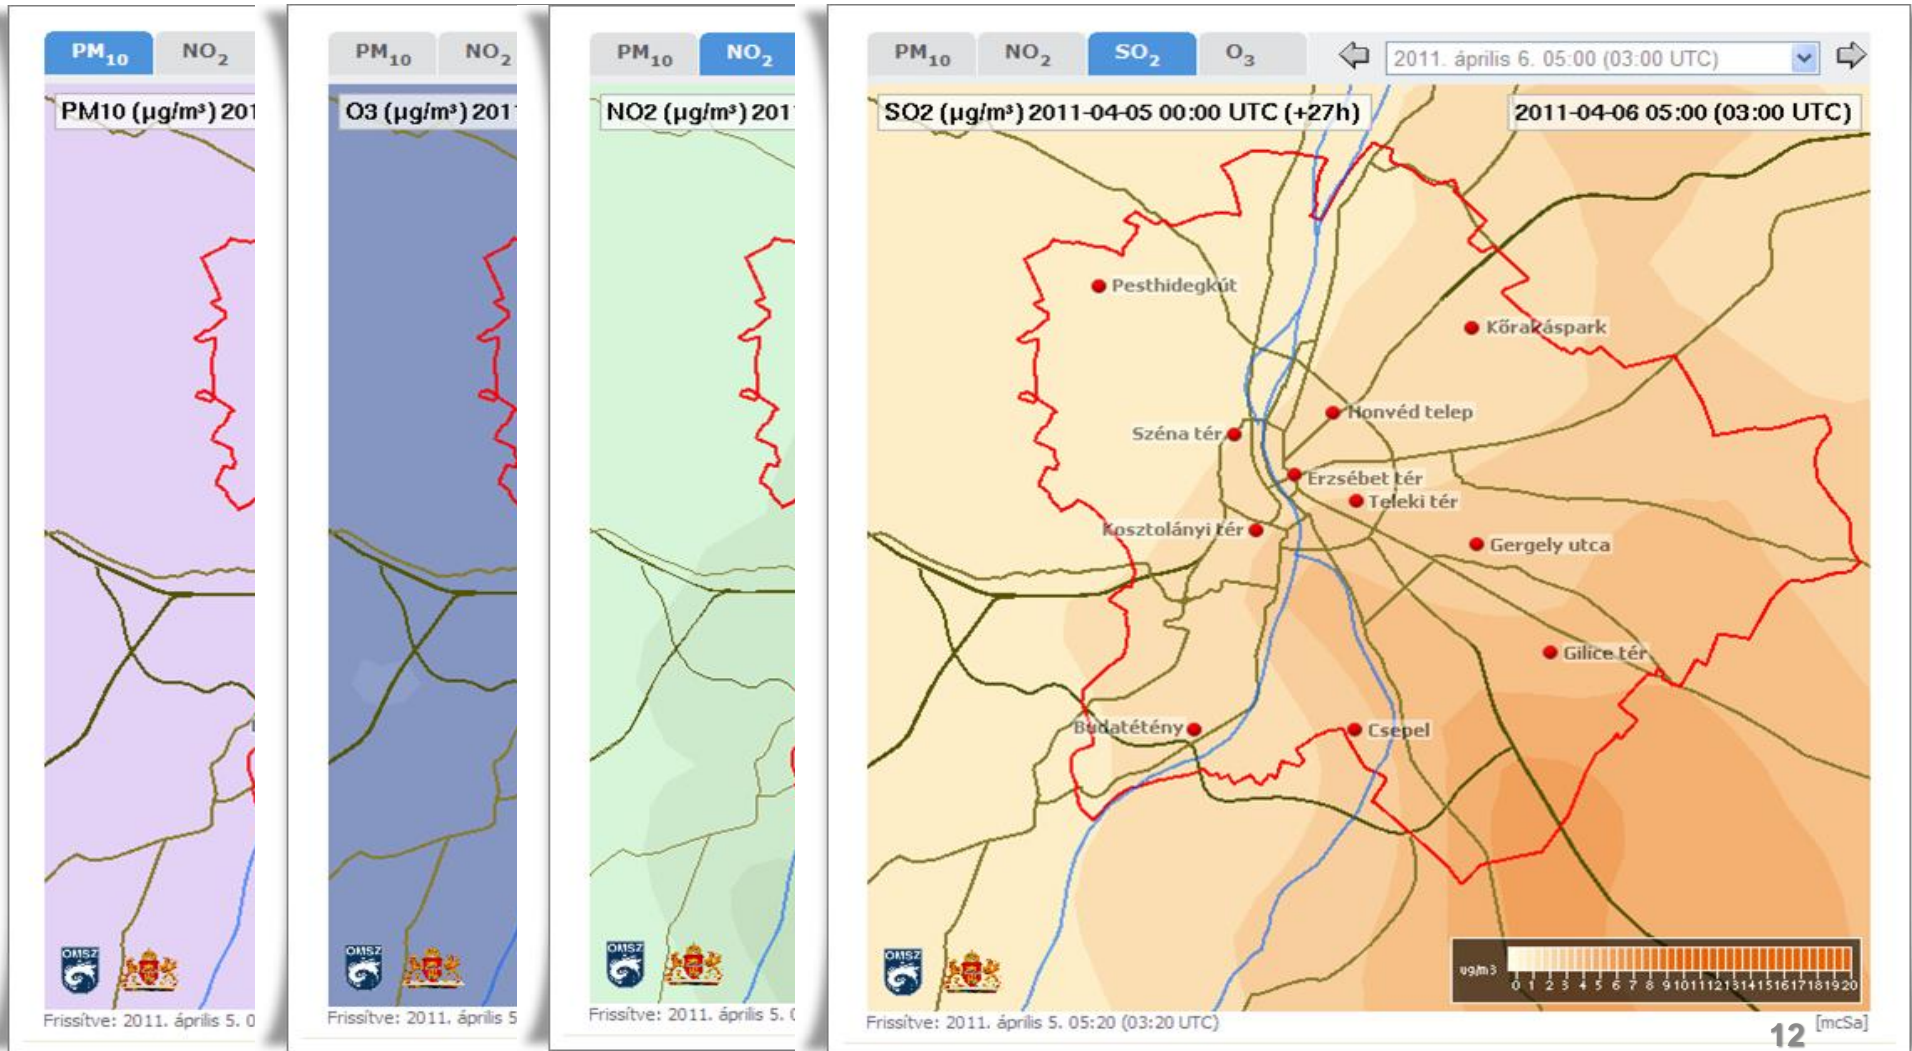 PM10 NO2
PM10 (µg/m³) 201
OMSZ
Frissítve: 2011. április 5. 0
PM10 NO2
O3 (µg/m³) 201
OMSZ
Frissítve: 2011. április 5
PM10 NO2
NO2 (µg/m³) 201
OMSZ
Frissítve: 2011. április 5. 0
PM10 NO2 SO2 O3 2011. április 6. 05:00 (03:00 UTC)
SO2 (µg/m³) 2011-04-05 00:00 UTC (+27h) 2011-04-06 05:00 (03:00 UTC)
Pesthidegkút
Kőrakáspark
Honvéd telep
Széna tér
Erzsébet tér
Teleki tér
Kosztolányi tér
Gergely utca
Gilice tér
Budatétény
Csepel
OMSZ
ug/m3
0 1 2 3 4 5 6 7 8 9 10 11 12 13 14 15 16 17 18 19 20
Frissítve: 2011. április 5. 05:20 (03:20 UTC) [mcSa]
12